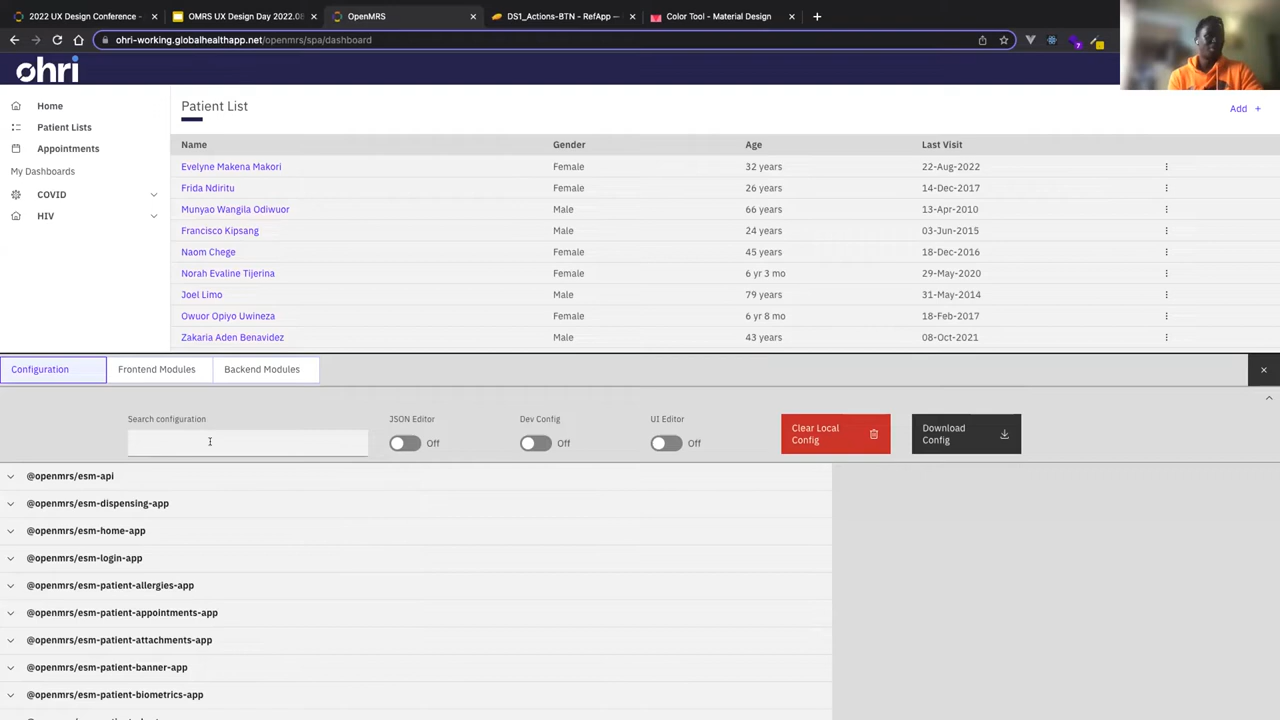 2022 UX Design Conference -
OMRS UX Design Day 2022.08
OpenMRS
DS1_Actions-BTN – RefApp —
Color Tool - Material Design
ohri-working.globalhealthapp.net/openmrs/spa/dashboard
ohri
Home
Patient Lists
Appointments
My Dashboards
COVID
HIV
Patient List
Add +
Name Gender Age Last Visit
Evelyne Makena Makori Female 32 years 22-Aug-2022
Frida Ndiritu Female 26 years 14-Dec-2017
Munyao Wangila Odiwuor Male 66 years 13-Apr-2010
Francisco Kipsang Male 24 years 03-Jun-2015
Naom Chege Female 45 years 18-Dec-2016
Norah Evaline Tijerina Female 6 yr 3 mo 29-May-2020
Joel Limo Male 79 years 31-May-2014
Owuor Opiyo Uwineza Female 6 yr 8 mo 18-Feb-2017
Zakaria Aden Benavidez Male 43 years 08-Oct-2021
Configuration Frontend Modules Backend Modules
Search configuration
JSON Editor
Off
Dev Config
Off
UI Editor
Off
Clear Local
Config
Download
Config
@openmrs/esm-api
@openmrs/esm-dispensing-app
@openmrs/esm-home-app
@openmrs/esm-login-app
@openmrs/esm-patient-allergies-app
@openmrs/esm-patient-appointments-app
@openmrs/esm-patient-attachments-app
@openmrs/esm-patient-banner-app
@openmrs/esm-patient-biometrics-app